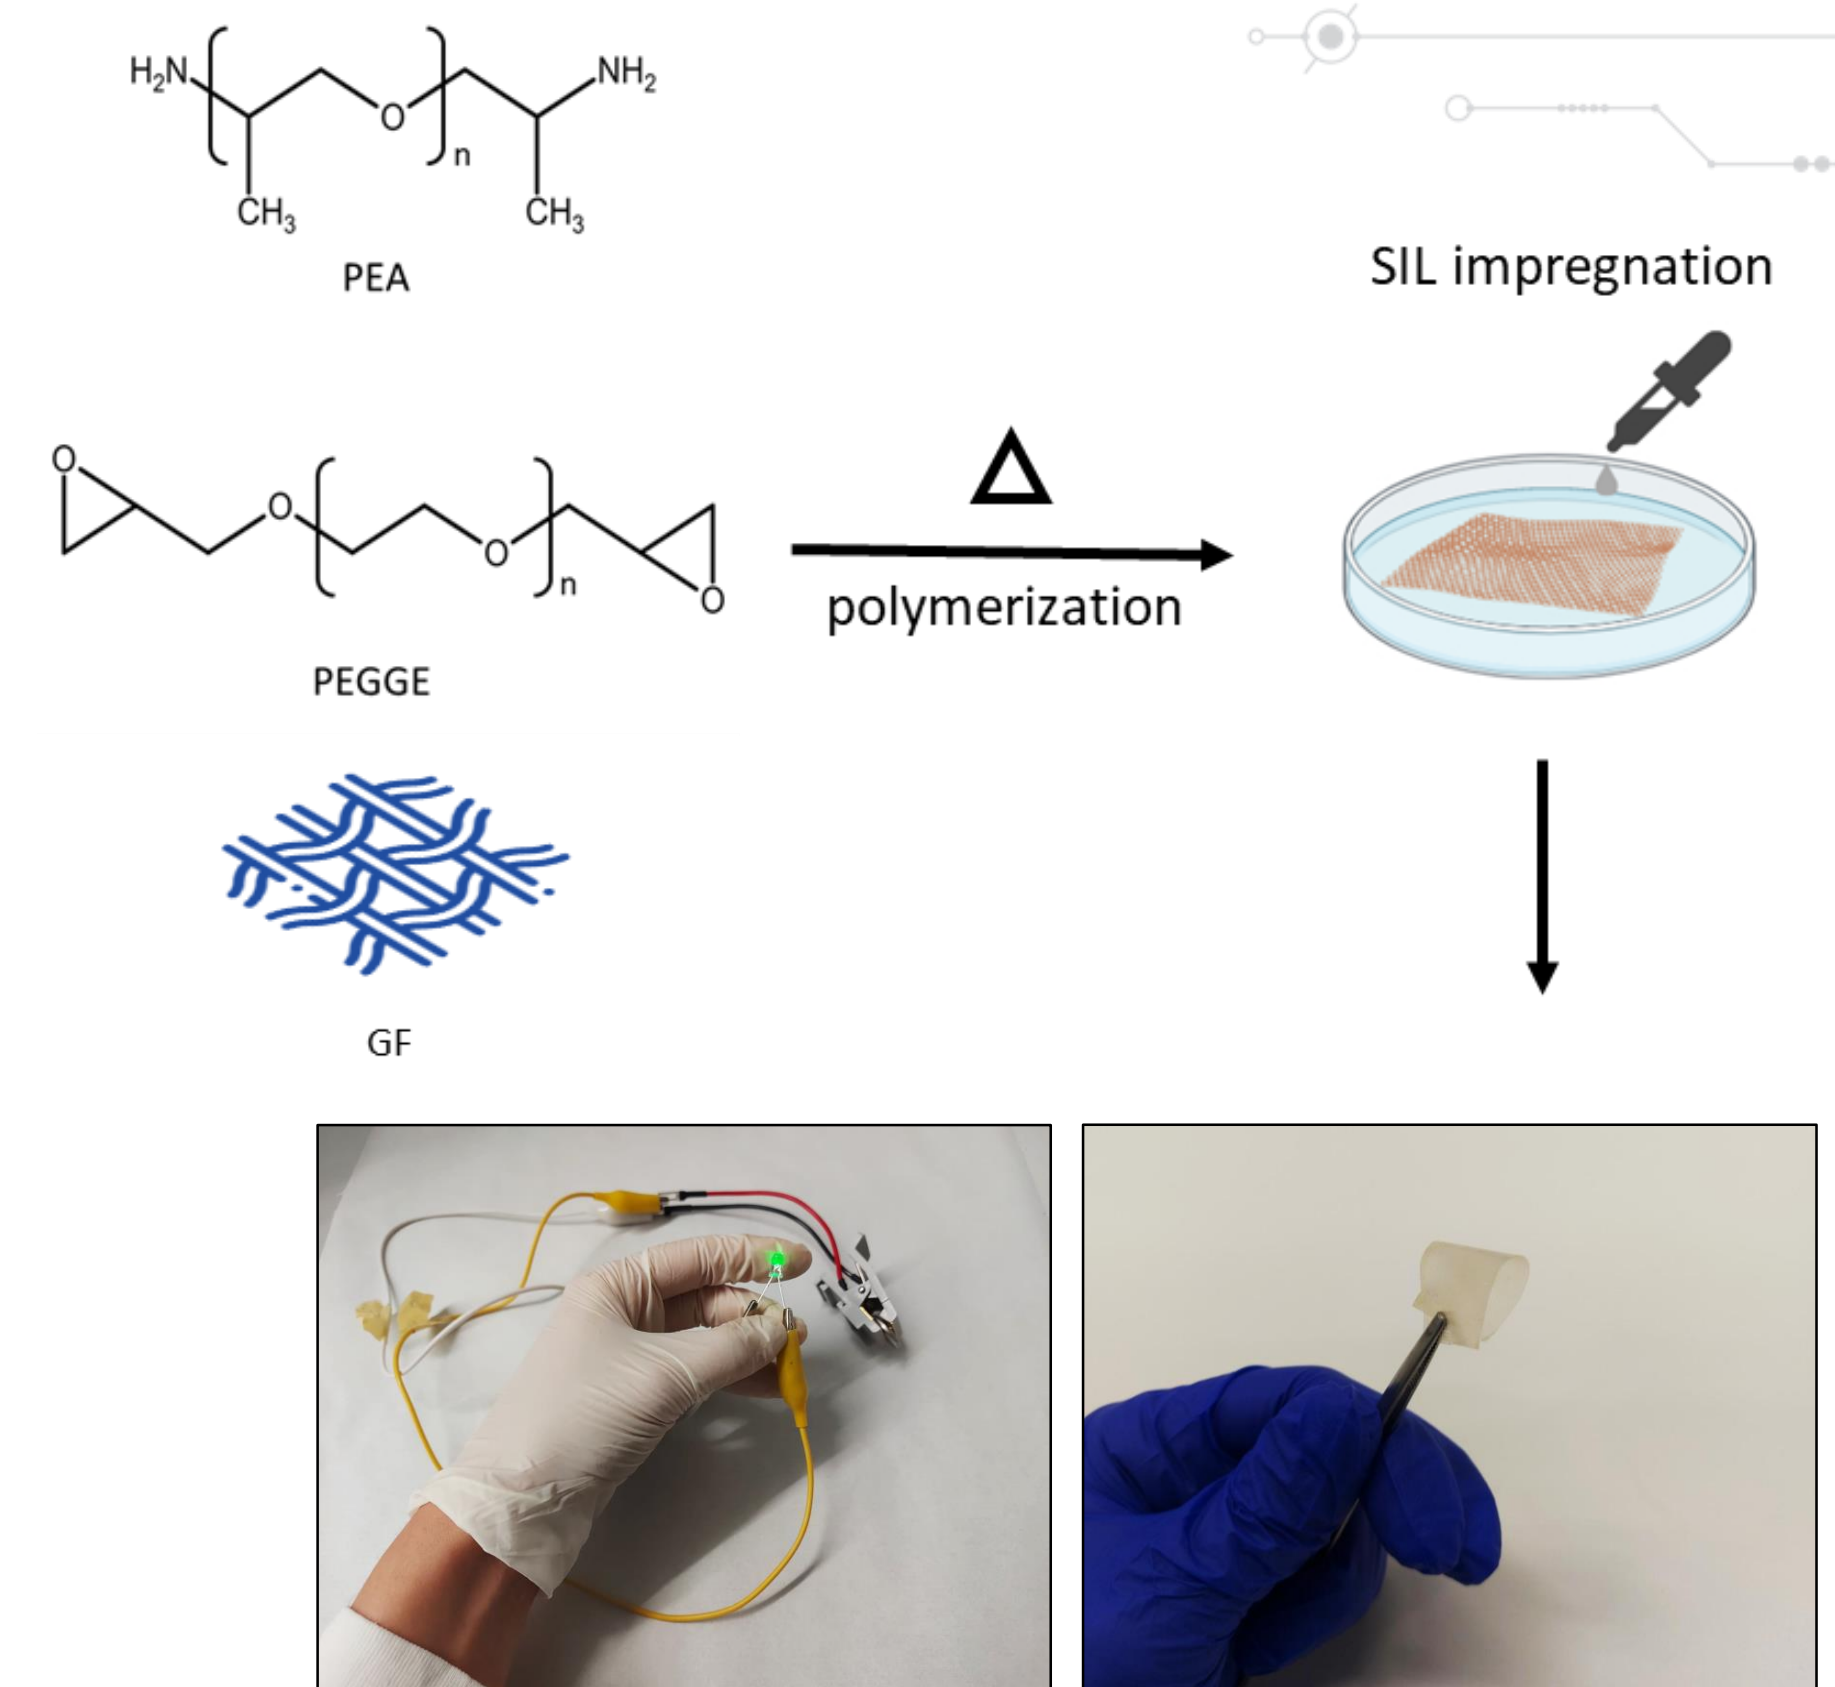 H₂N
O
n
NH₂
CH₃
CH₃
PEA
SIL impregnation
O
O
O
n
O
PEGGE
polymerization
GF